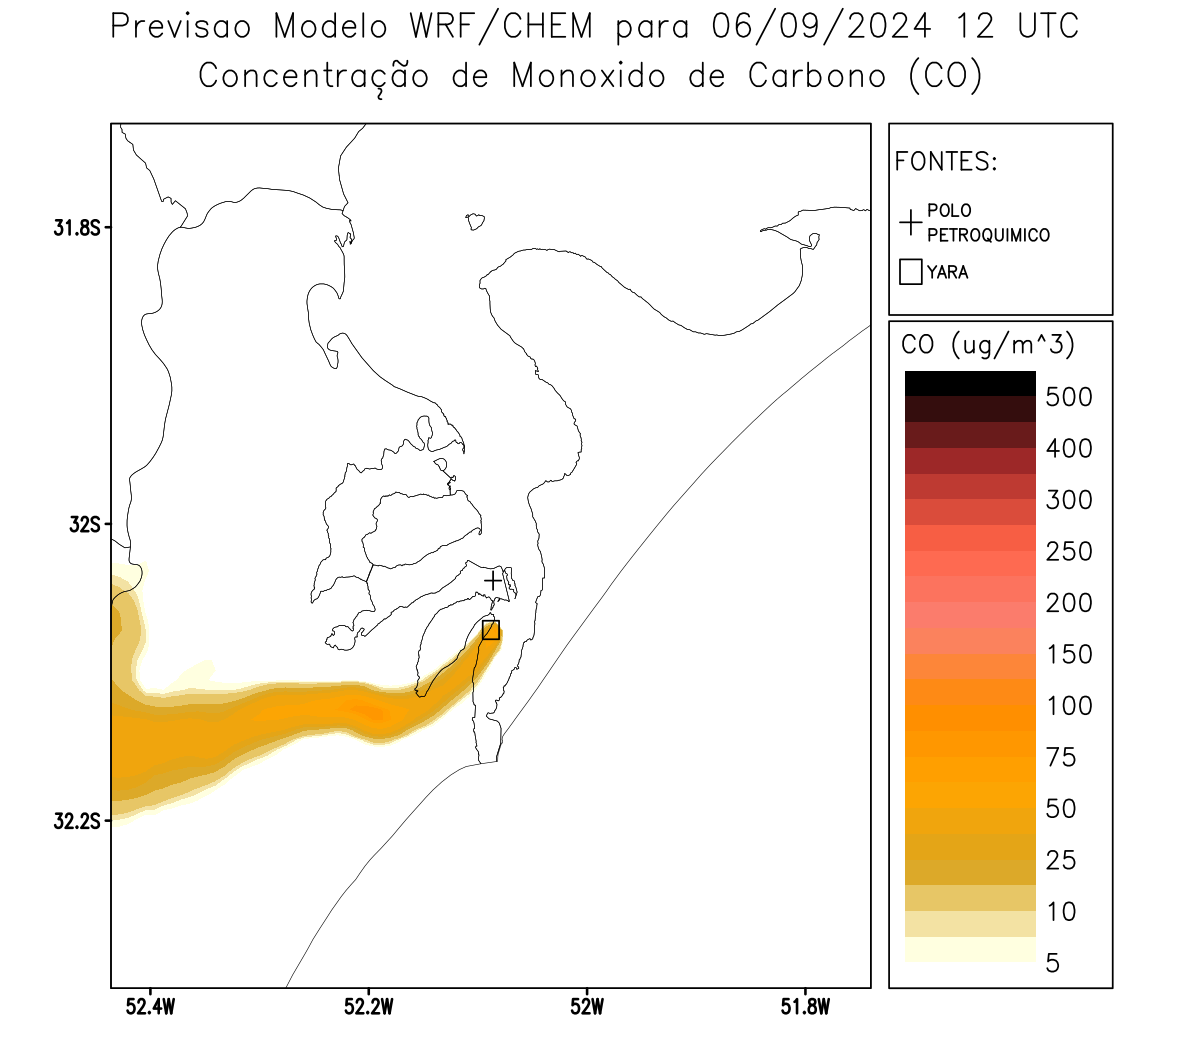 Previsao Modelo WRF/CHEM para 06/09/2024 12 UTC
Concentração de Monoxido de Carbono (CO)
FONTES:
POLO
PETROQUIMICO
YARA
CO (ug/m^3)
500
400
300
250
200
150
100
75
50
25
10
5
31.8S
32S
32.2S
52.4W
52.2W
52W
51.8W